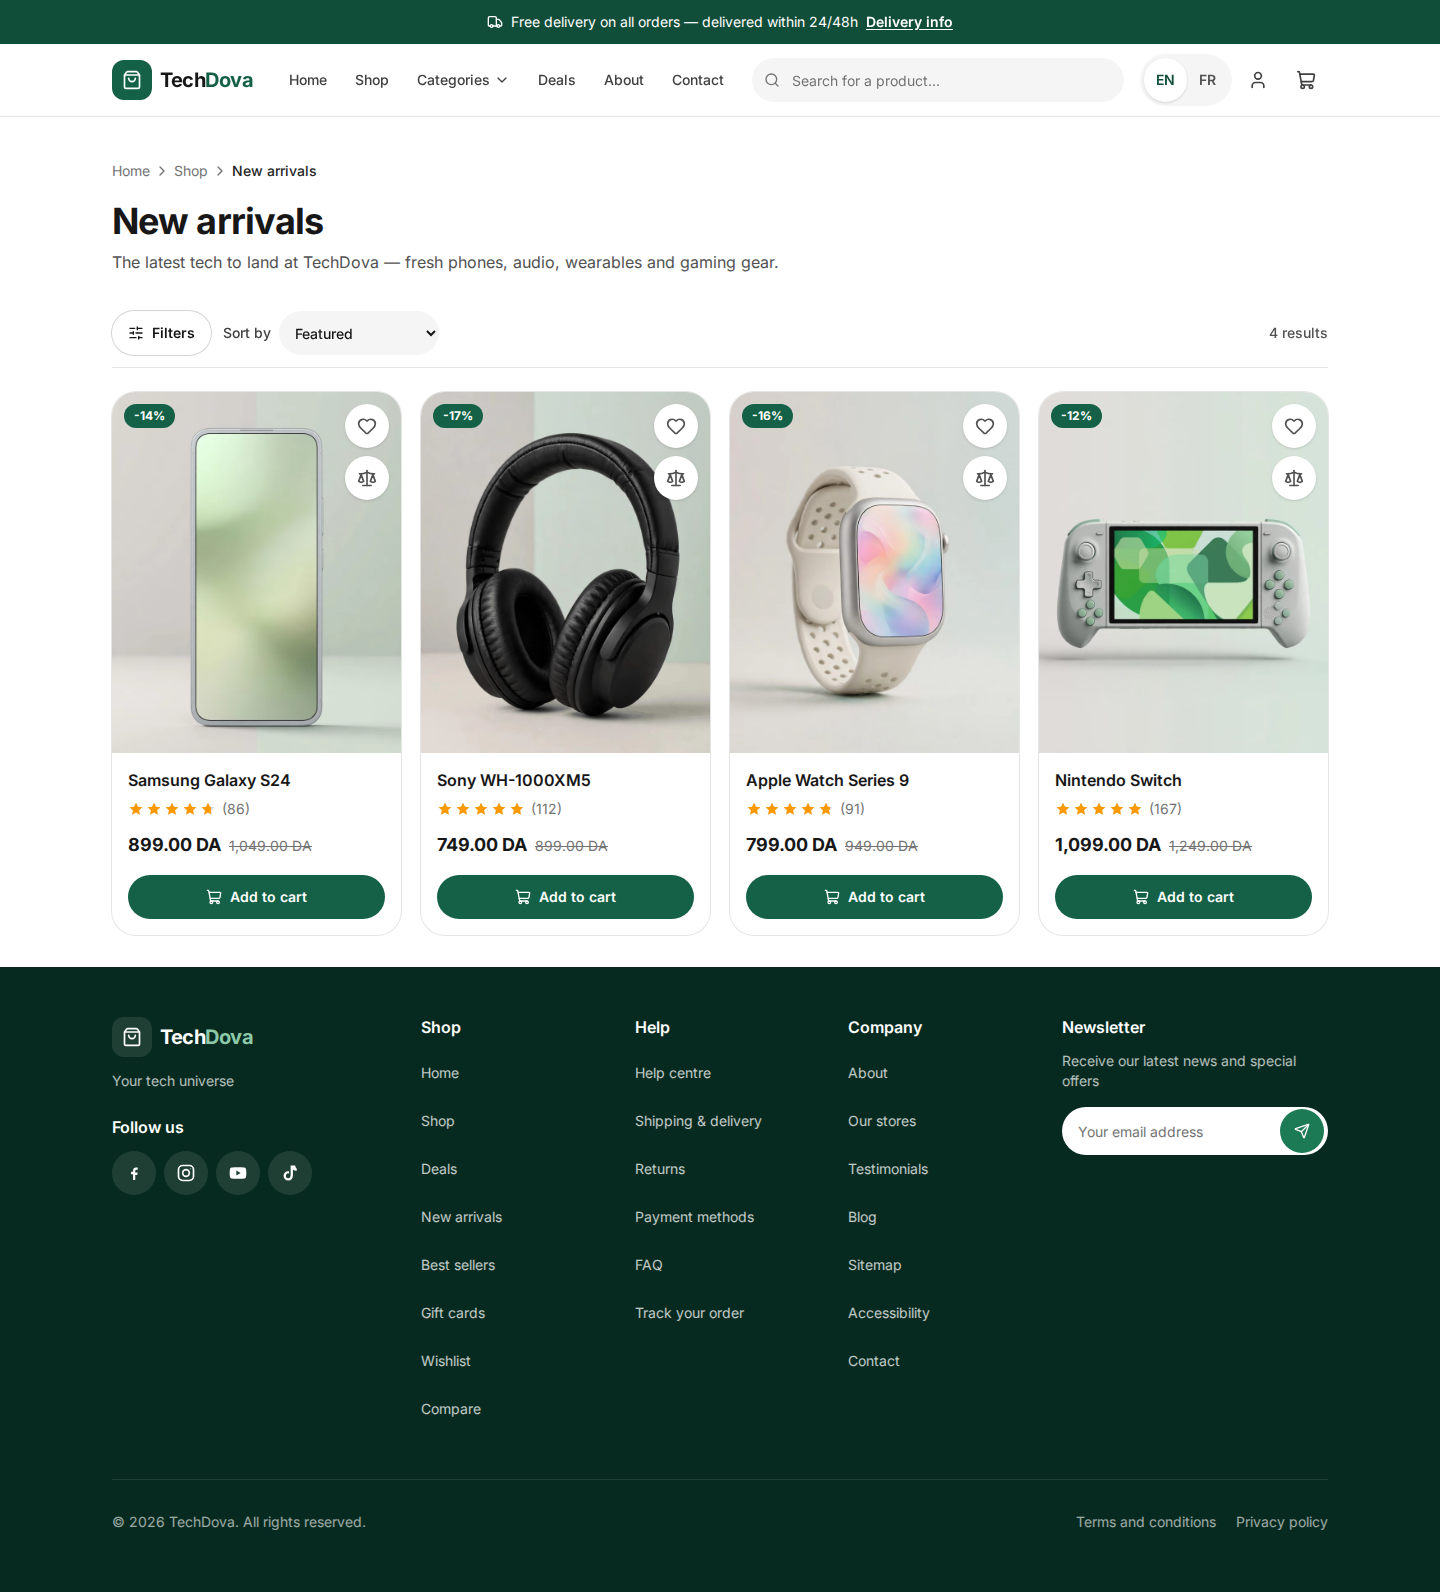 Free delivery on all orders — delivered within 24/48h Delivery info
TechDova Home Shop Categories Deals About Contact Search for a product... EN FR
Home Shop New arrivals
New arrivals
The latest tech to land at TechDova — fresh phones, audio, wearables and gaming gear.
Filters Sort by Featured 4 results
-14% -17% -16% -12%
Samsung Galaxy S24 Sony WH-1000XM5 Apple Watch Series 9 Nintendo Switch
(86) (112) (91) (167)
899.00 DA 1,049.00 DA 749.00 DA 899.00 DA 799.00 DA 949.00 DA 1,099.00 DA 1,249.00 DA
Add to cart Add to cart Add to cart Add to cart
TechDova
Your tech universe
Follow us
Shop
Home
Shop
Deals
New arrivals
Best sellers
Gift cards
Wishlist
Compare
Help
Help centre
Shipping & delivery
Returns
Payment methods
FAQ
Track your order
Company
About
Our stores
Testimonials
Blog
Sitemap
Accessibility
Contact
Newsletter
Receive our latest news and special
offers
Your email address
© 2026 TechDova. All rights reserved. Terms and conditions Privacy policy